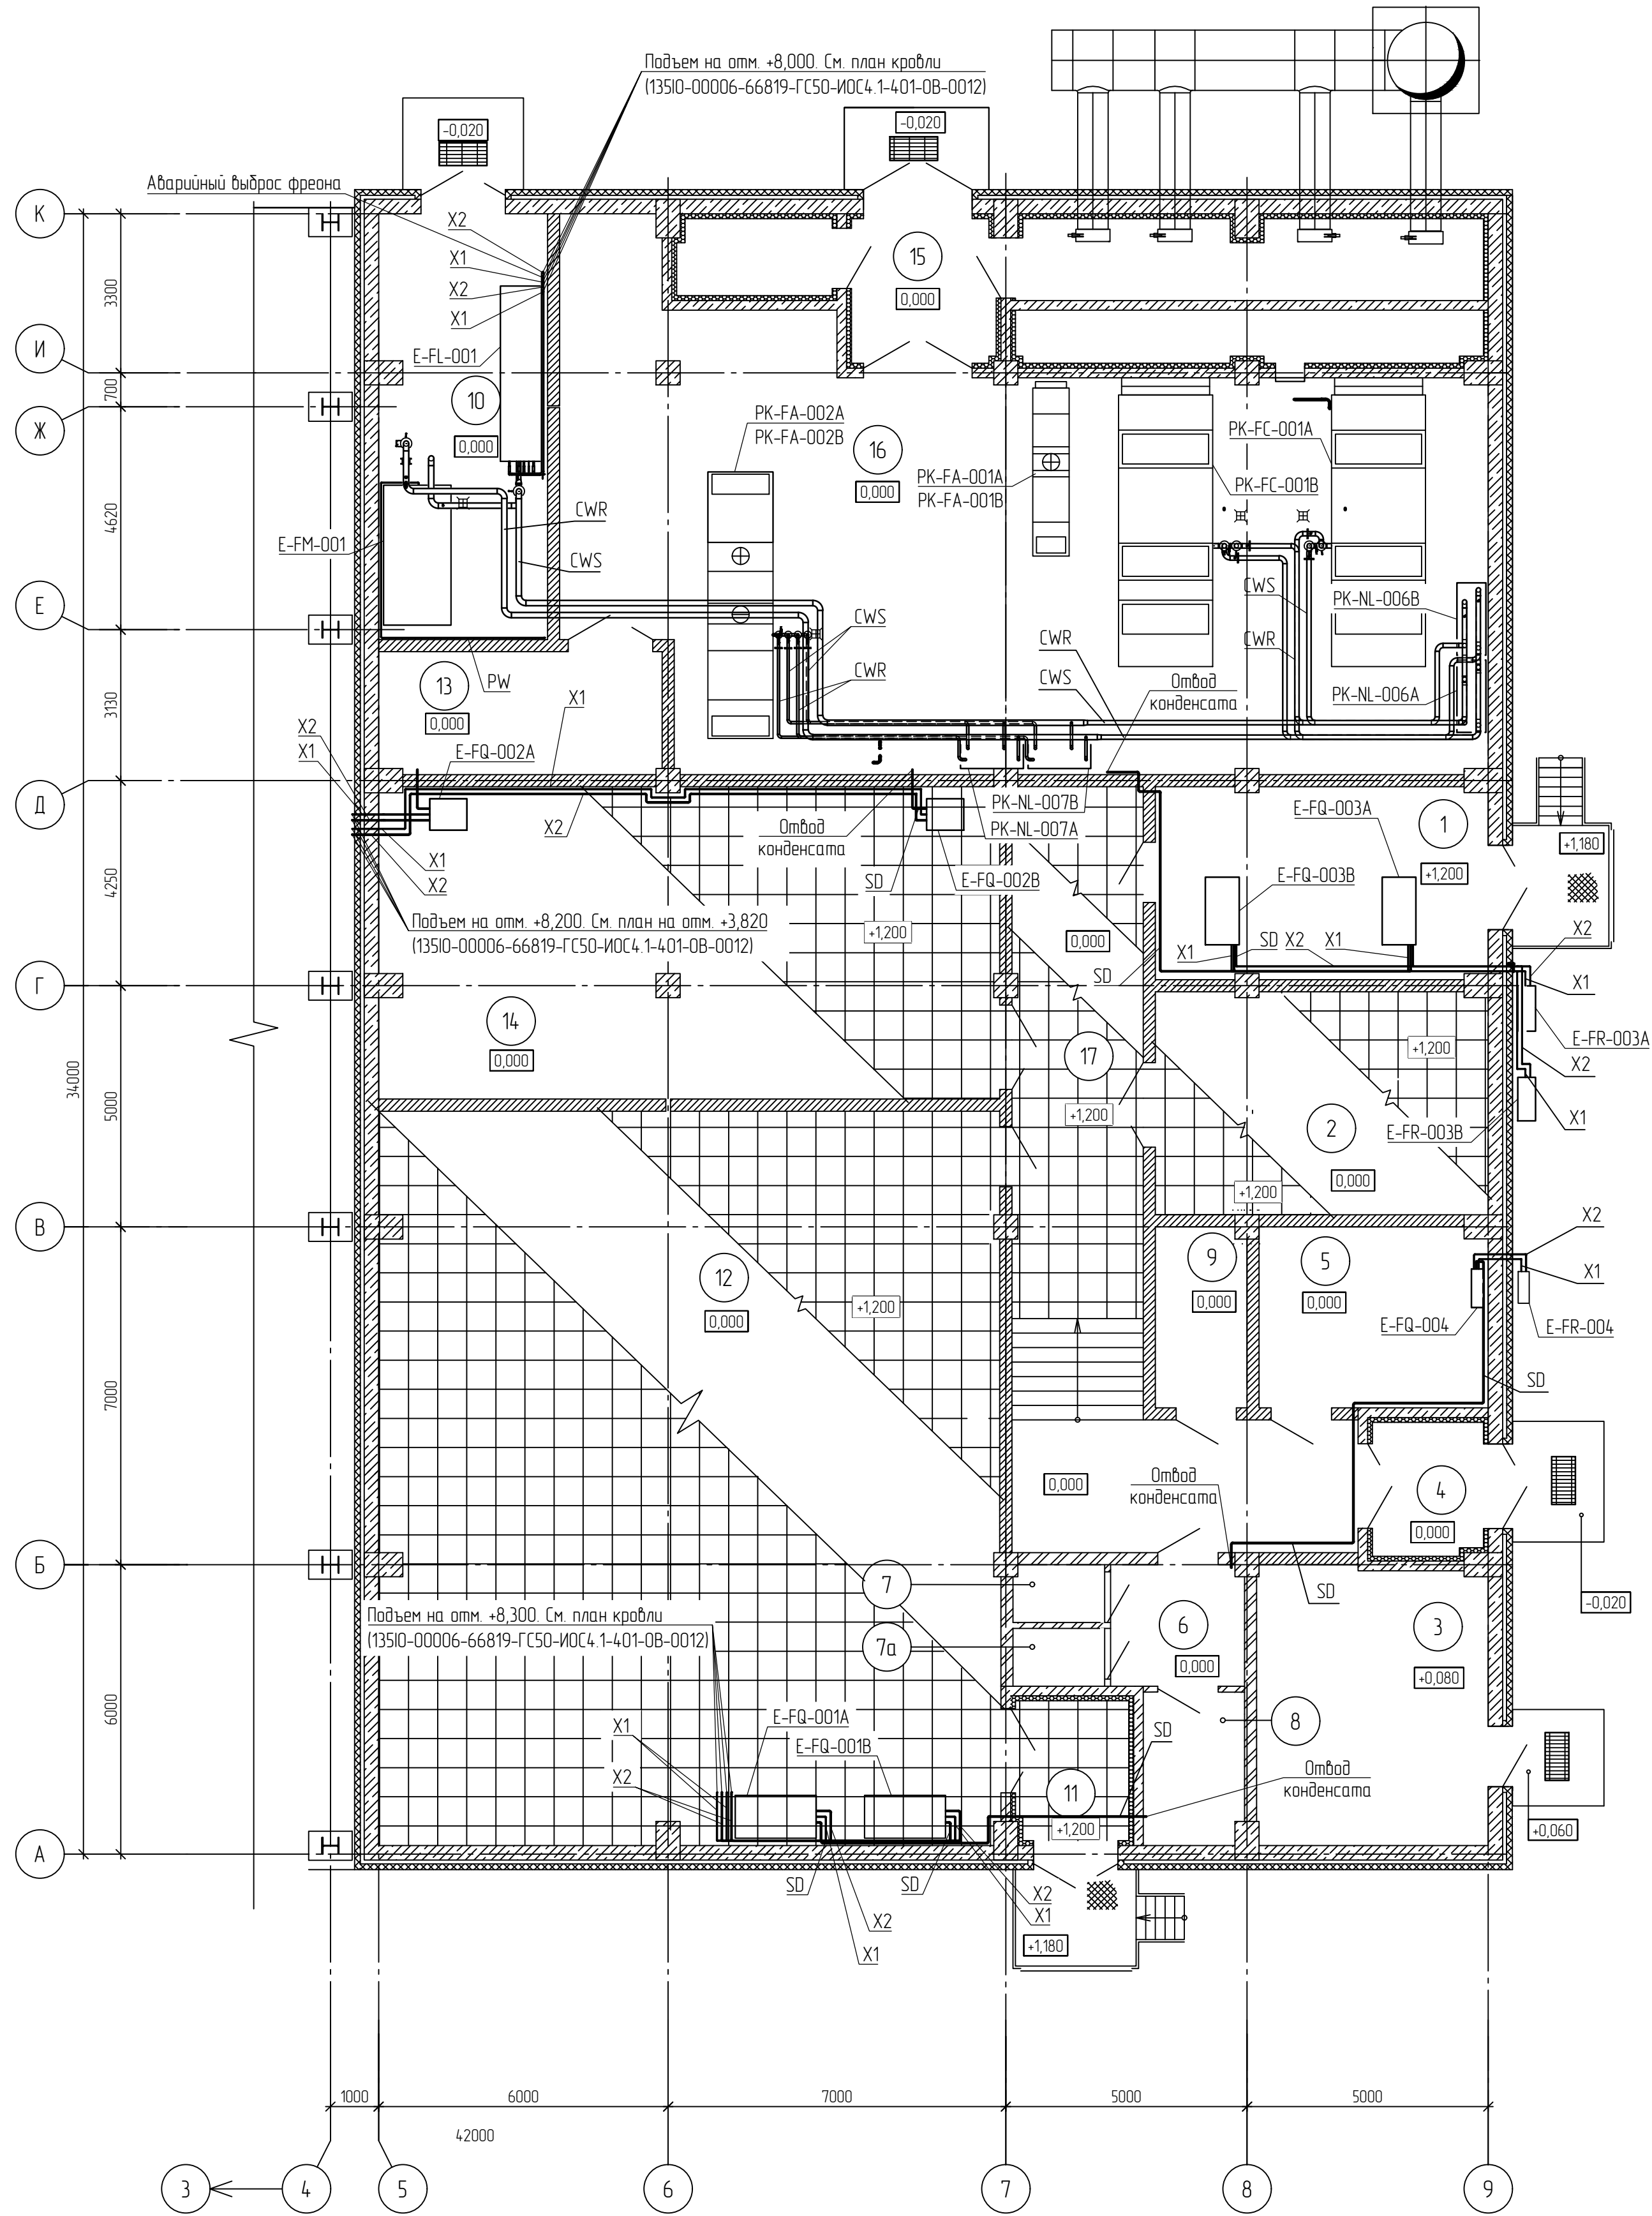 Подъем на отм. +8,000. См. план кровли
(135I0-00006-66819-ГС50-ИОС4.1-401-ОВ-0012)
-0,020
-0,020
Аварийный выброс фреона
К
X2
X1
X2
X1
15
0,000
3300
И
E-FL-001
700
10
Ж
0,000
PK-FA-002A
PK-FA-002B
16
0,000
PK-FA-001A
PK-FA-001B
PK-FC-001A
PK-FC-001B
4620
CWR
E-FM-001
CWS
Е
CWS
CWR
CWS
PK-NL-006B
CWR
CWR
CWS
PK-NL-006A
Отвод
конденсата
3130
13
0,000
PW
X1
X2
X1
E-FQ-002A
Д
X2
Отвод
конденсата
PK-NL-007B
PK-NL-007A
E-FQ-003A
1
+1,180
+1,200
X1
X2
SD
E-FQ-002B
E-FQ-003B
4250
Подъем на отм. +8,200. См. план на отм. +3,820
(135I0-00006-66819-ГС50-ИОС4.1-401-ОВ-0012)
+1,200
0,000
X2
X1
SD
X2
X1
SD
Г
X1
14
0,000
17
+1,200
E-FR-003A
X2
34000
5000
+1,200
2
X1
E-FR-003B
0,000
+1,200
В
X2
12
0,000
+1,200
9
0,000
5
0,000
X1
E-FQ-004
E-FR-004
7000
SD
0,000
Отвод
конденсата
4
0,000
Б
7
SD
-0,020
Подъем на отм. +8,300. См. план кровли
(135I0-00006-66819-ГС50-ИОС4.1-401-ОВ-0012)
7а
6
0,000
3
+0,080
6000
X1
E-FQ-001A
E-FQ-001B
X2
8
SD
11
+1,200
Отвод
конденсата
А
+0,060
SD
SD
X2
X1
X2
X1
+1,180
1000
6000
7000
5000
5000
42000
3
4
5
6
7
8
9